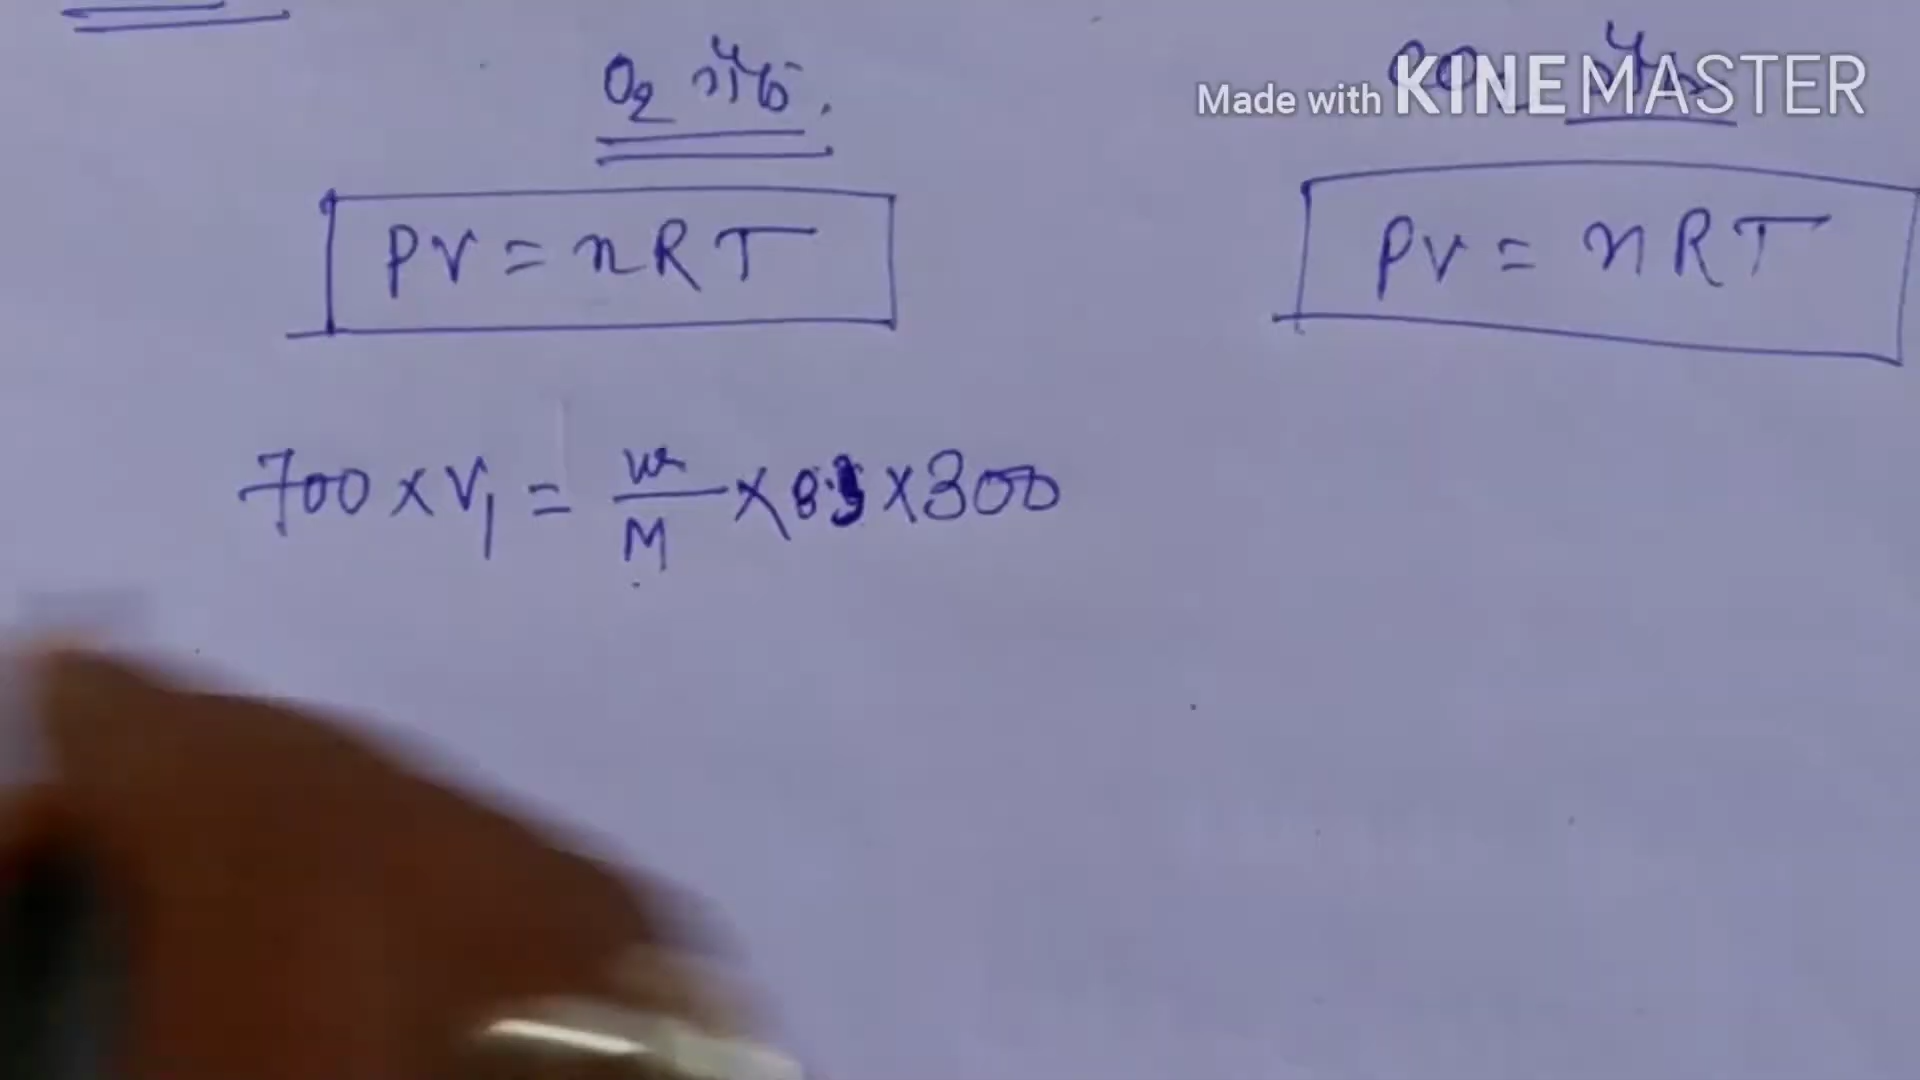 O₂
Made with KINEMASTER
PV = nRT
PV = nRT
700 × V₁ = w/M × 8.3 × 300